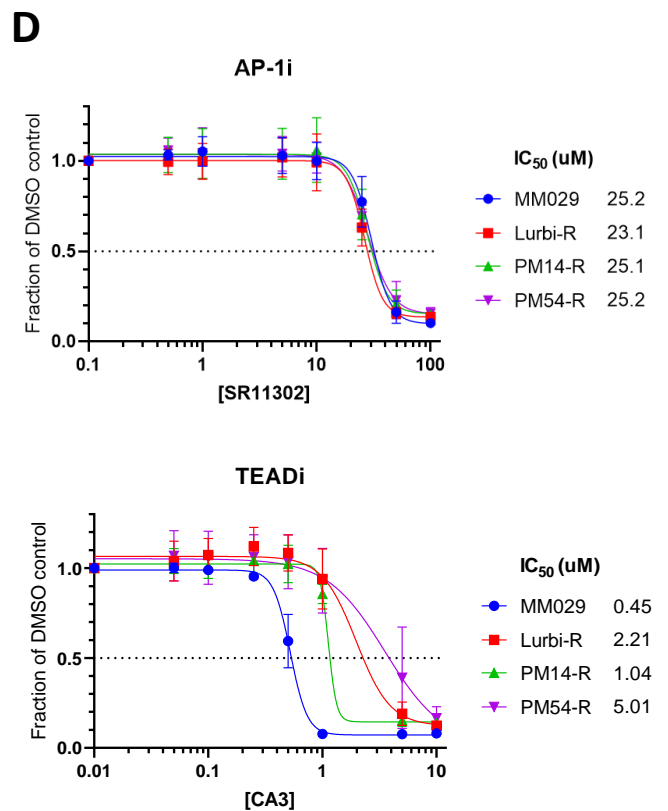 D
AP-1i
Fraction of DMSO control
1.0
0.5
0.0
0.1 1 10 100
[SR11302]
IC50 (uM)
MM029 25.2
Lurbi-R 23.1
PM14-R 25.1
PM54-R 25.2
TEADi
Fraction of DMSO control
1.0
0.5
0.0
0.01 0.1 1 10
[CA3]
IC50 (uM)
MM029 0.45
Lurbi-R 2.21
PM14-R 1.04
PM54-R 5.01